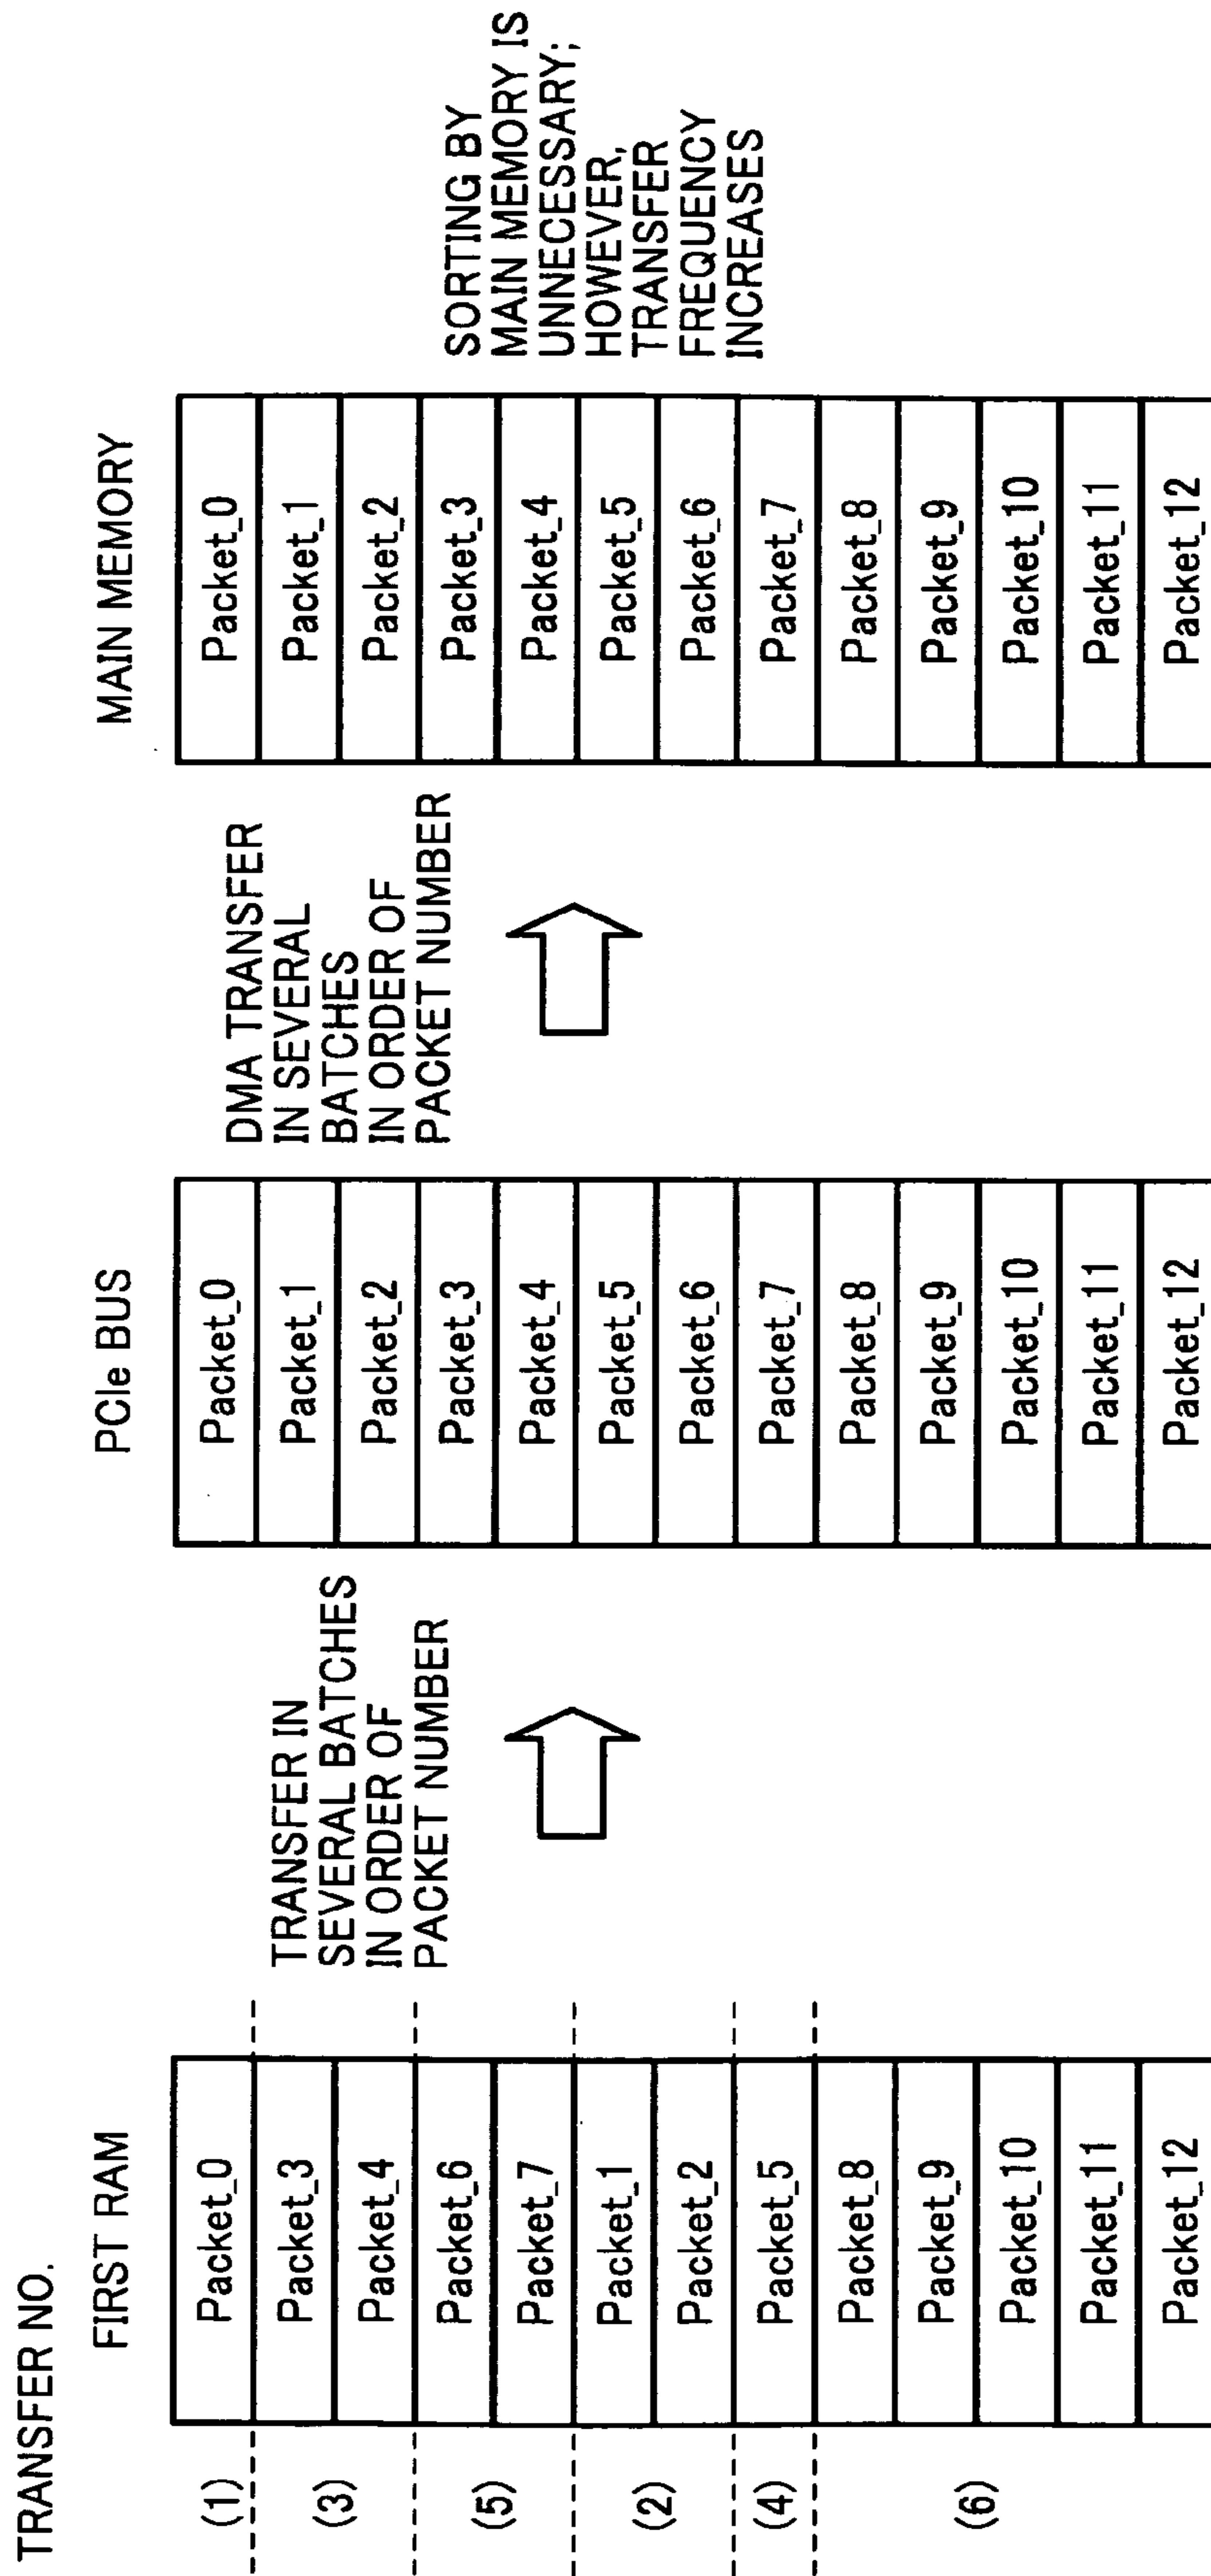 TRANSFER NO.
FIRST RAM
(1)
(3)
(5)
(2)
(4)
(6)
Packet_0
Packet_3
Packet_4
Packet_6
Packet_7
Packet_1
Packet_2
Packet_5
Packet_8
Packet_9
Packet_10
Packet_11
Packet_12
TRANSFER IN
SEVERAL BATCHES
IN ORDER OF
PACKET NUMBER
PCIe BUS
Packet_0
Packet_1
Packet_2
Packet_3
Packet_4
Packet_5
Packet_6
Packet_7
Packet_8
Packet_9
Packet_10
Packet_11
Packet_12
DMA TRANSFER
IN SEVERAL
BATCHES
IN ORDER OF
PACKET NUMBER
MAIN MEMORY
Packet_0
Packet_1
Packet_2
Packet_3
Packet_4
Packet_5
Packet_6
Packet_7
Packet_8
Packet_9
Packet_10
Packet_11
Packet_12
SORTING BY
MAIN MEMORY IS
UNNECESSARY;
HOWEVER,
TRANSFER
FREQUENCY
INCREASES